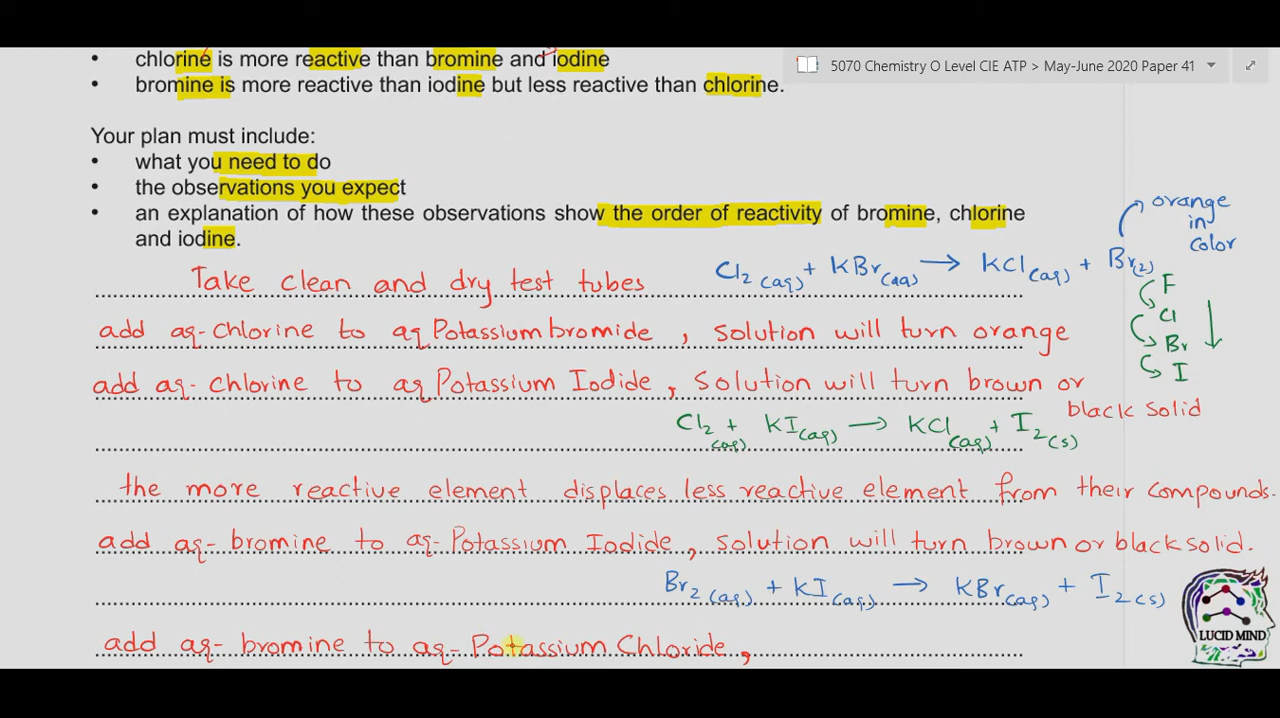 chlorine is more reactive than bromine and iodine
5070 Chemistry O Level CIE ATP > May-June 2020 Paper 41
bromine is more reactive than iodine but less reactive than chlorine.
Your plan must include:
what you need to do
the observations you expect
an explanation of how these observations show the order of reactivity of bromine, chlorine
and iodine.
orange
in
color
Cl2(aq) + KBr(aq) → KCl(aq) + Br(2)
Take clean and dry test tubes
F
Cl
Br
I
add aq-chlorine to aq Potassium bromide, solution will turn orange
add aq-chlorine to aq Potassium Iodide, solution will turn brown or
black solid
Cl2(aq) + KI(aq) → KCl(aq) + I2(s)
the more reactive element displaces less reactive element from their compounds.
add aq-bromine to aq-Potassium Iodide, solution will turn brown or black solid.
Br2(aq) + KI(aq) → KBr(aq) + I2(s)
add aq-bromine to aq-Potassium Chloride,
LUCID MIND